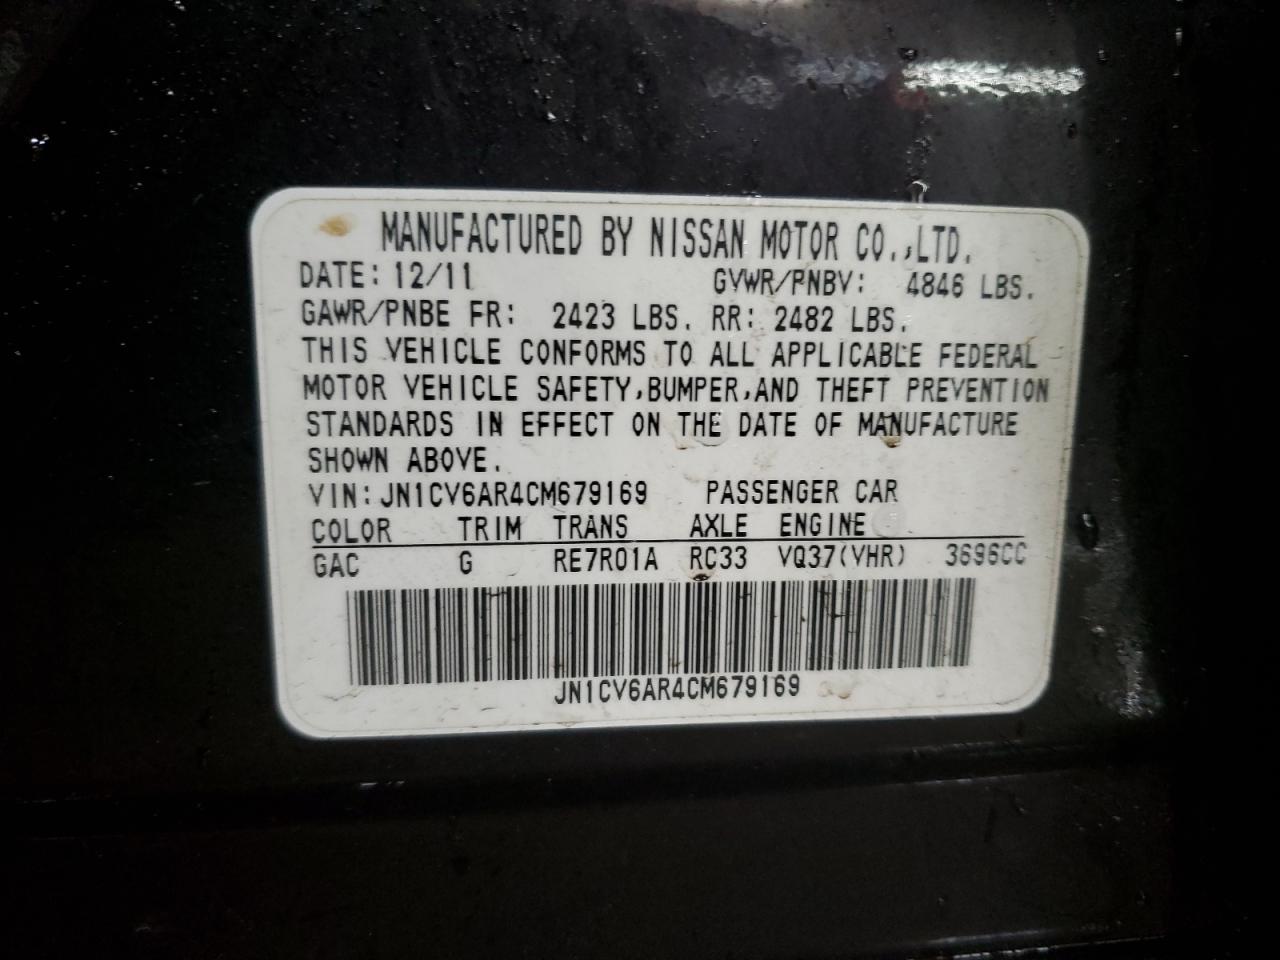 MANUFACTURED BY NISSAN MOTOR CO.,LTD.
DATE: 12/11 GVWR/PNBV: 4846 LBS.
GAWR/PNBE FR: 2423 LBS. RR: 2482 LBS.
THIS VEHICLE CONFORMS TO ALL APPLICABLE FEDERAL
MOTOR VEHICLE SAFETY,BUMPER,AND THEFT PREVENTION
STANDARDS IN EFFECT ON THE DATE OF MANUFACTURE
SHOWN ABOVE.
VIN: JN1CV6AR4CM679169 PASSENGER CAR
COLOR TRIM TRANS AXLE ENGINE
GAC G RE7R01A RC33 VQ37(VHR) 3696CC
JN1CV6AR4CM679169